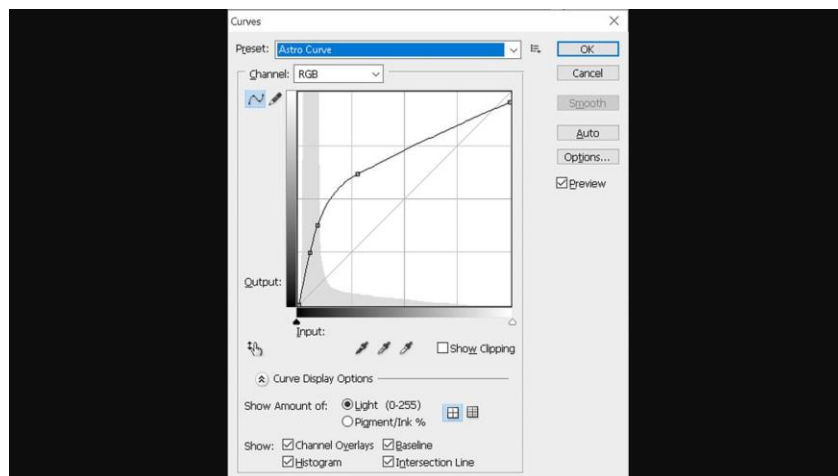 Curves
Preset: Astro Curve
OK
Channel: RGB
Cancel
Smooth
Auto
Options...
Preview
Output:
Input:
Show Clipping
Curve Display Options
Show Amount of: Light (0-255)
Pigment/Ink %
Show: Channel Overlays Baseline
Histogram Intersection Line